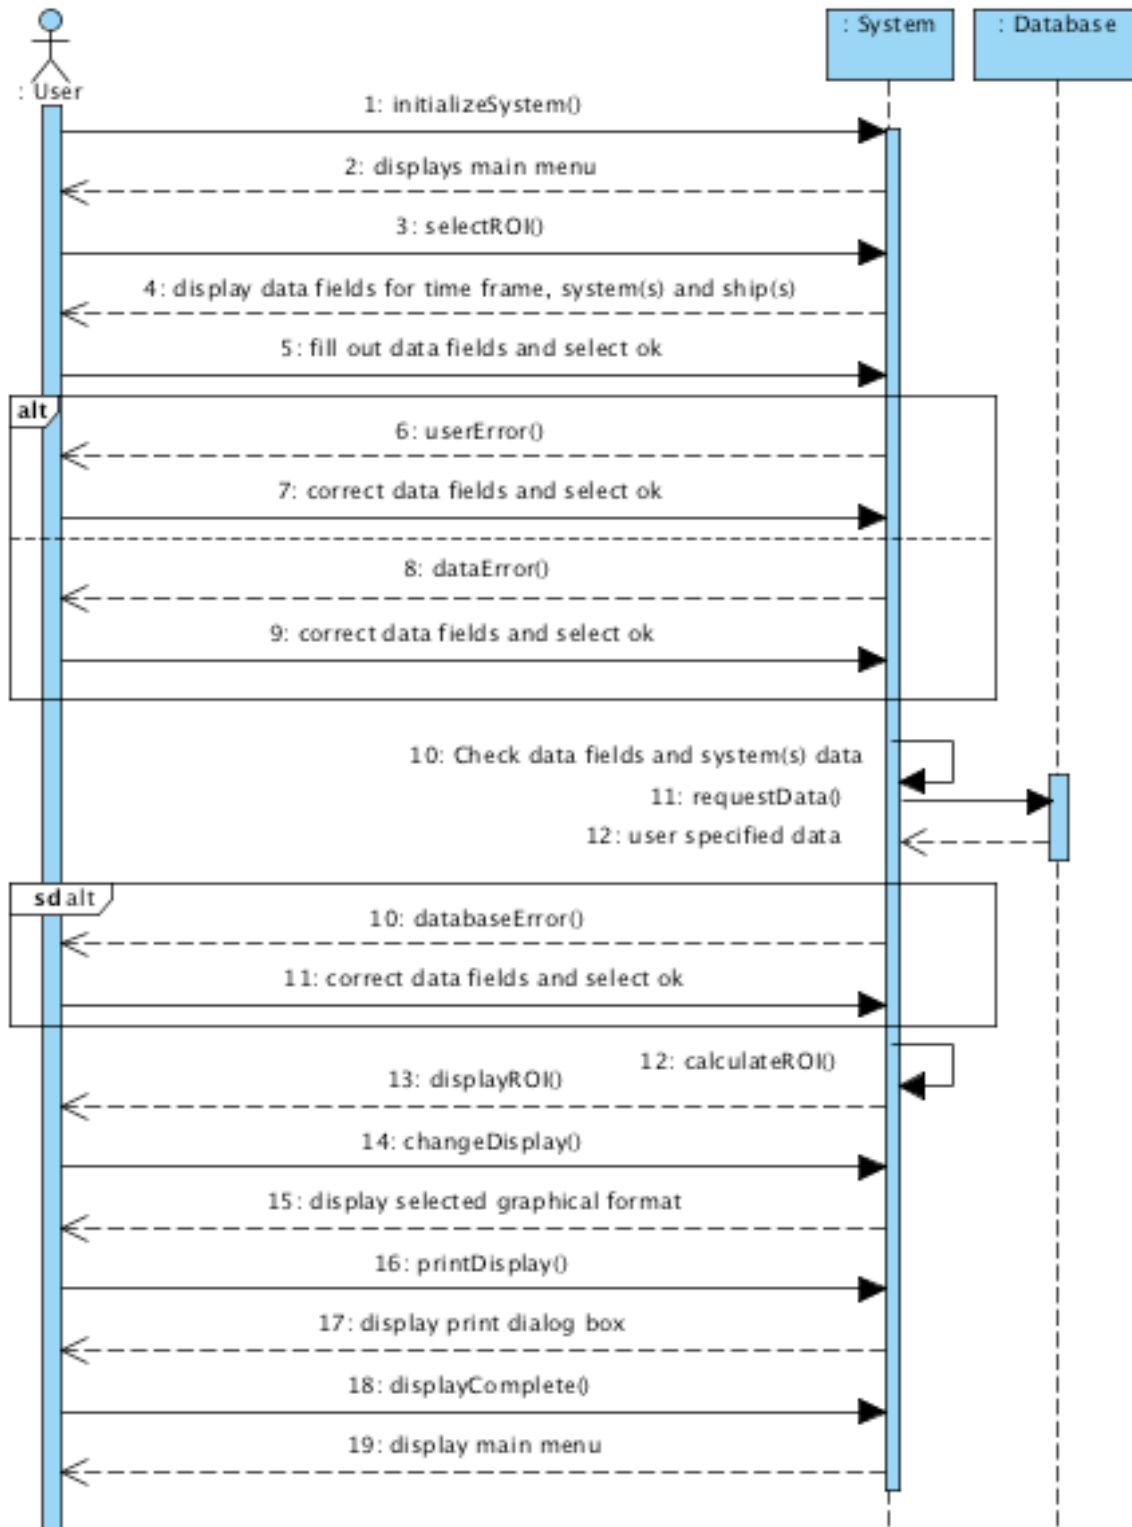 : System
: Database
: User
1: initializeSystem()
2: displays main menu
3: selectROI()
4: display data fields for time frame, system(s) and ship(s)
5: fill out data fields and select ok
alt
6: userError()
7: correct data fields and select ok
8: dataError()
9: correct data fields and select ok
10: Check data fields and system(s) data
11: requestData()
12: user specified data
sd alt
10: databaseError()
11: correct data fields and select ok
12: calculateROI()
13: displayROI()
14: changeDisplay()
15: display selected graphical format
16: printDisplay()
17: display print dialog box
18: displayComplete()
19: display main menu